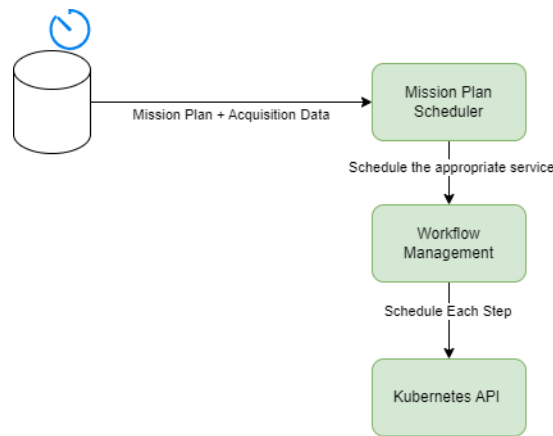 Mission Plan
Scheduler
Mission Plan + Acquisition Data
Schedule the appropriate service
Workflow
Management
Schedule Each Step
Kubernetes API